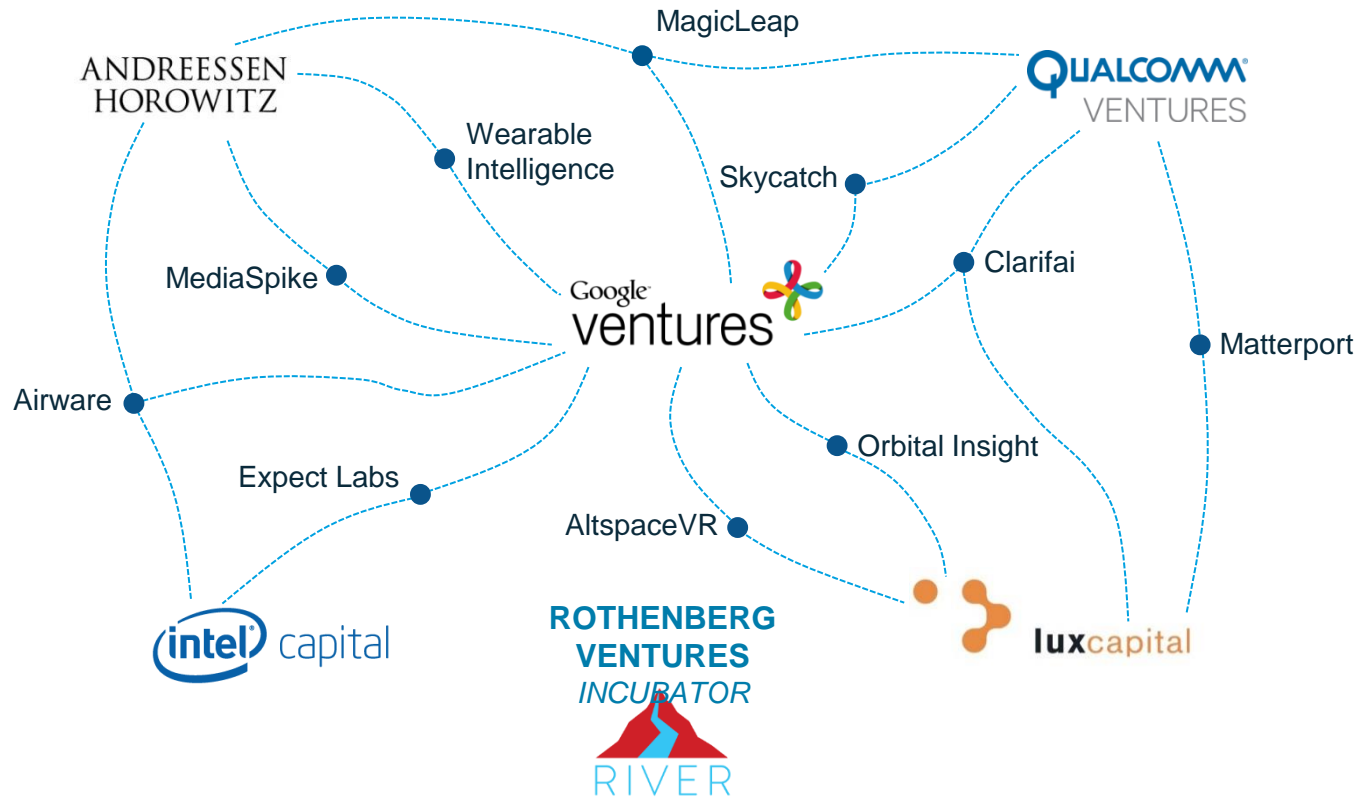 MagicLeap
ANDREESSEN
HOROWITZ
QUALCOMM®
VENTURES
Wearable
Intelligence
Skycatch
MediaSpike
Clarifai
Google™
ventures
Matterport
Airware
Orbital Insight
Expect Labs
AltspaceVR
ROTHENBERG
VENTURES
INCUBATOR
intel® capital
luxcapital
RIVER